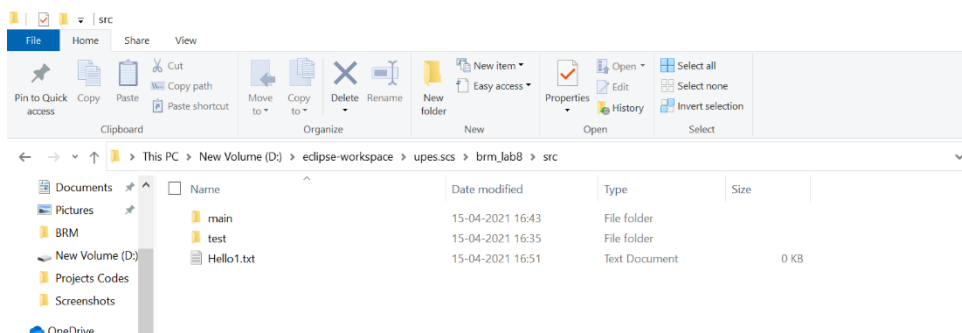 src
File Home Share View
Pin to Quick access
Copy
Paste
Cut
Copy path
Paste shortcut
Clipboard
Move to
Copy to
Delete
Rename
Organize
New folder
New item
Easy access
New
Properties
Open
Edit
History
Open
Select all
Select none
Invert selection
Select
This PC > New Volume (D:) > eclipse-workspace > upes.scs > brm_lab8 > src
Documents
Pictures
BRM
New Volume (D:)
Projects Codes
Screenshots
OneDrive
Name Date modified Type Size
main 15-04-2021 16:43 File folder
test 15-04-2021 16:35 File folder
Hello1.txt 15-04-2021 16:51 Text Document 0 KB